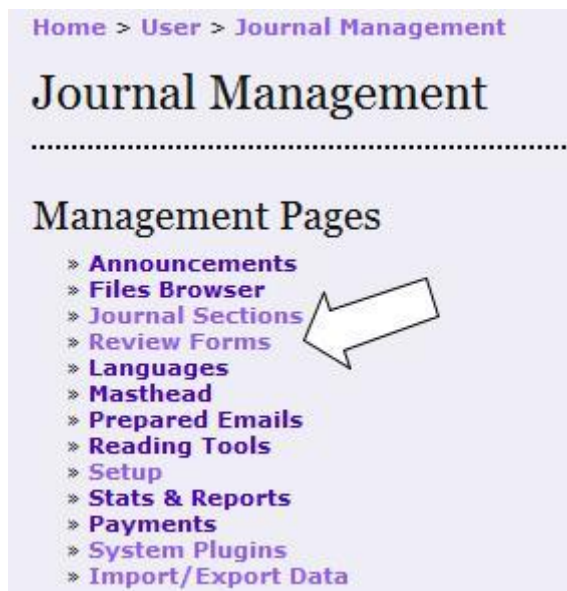 Home > User > Journal Management
Journal Management
Management Pages
» Announcements
» Files Browser
» Journal Sections
» Review Forms
» Languages
» Masthead
» Prepared Emails
» Reading Tools
» Setup
» Stats & Reports
» Payments
» System Plugins
» Import/Export Data